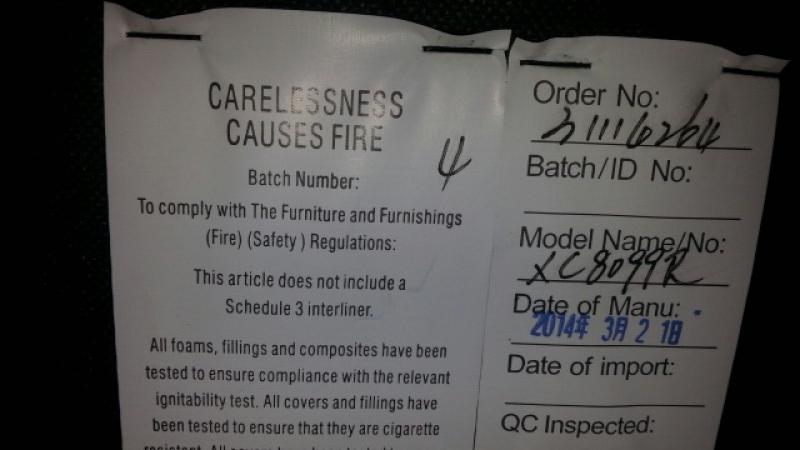 CARELESSNESS
CAUSES FIRE
4
Batch Number:
To comply with The Furniture and Furnishings
(Fire) (Safety ) Regulations:
This article does not include a
Schedule 3 interliner.
All foams, fillings and composites have been
tested to ensure compliance with the relevant
ignitability test. All covers and fillings have
been tested to ensure that they are cigarette
Order No:
31116264
Batch/ID No:
Model Name/No:
XC8099R
Date of Manu:
2014年 3月 2 1日
Date of import:
QC Inspected: